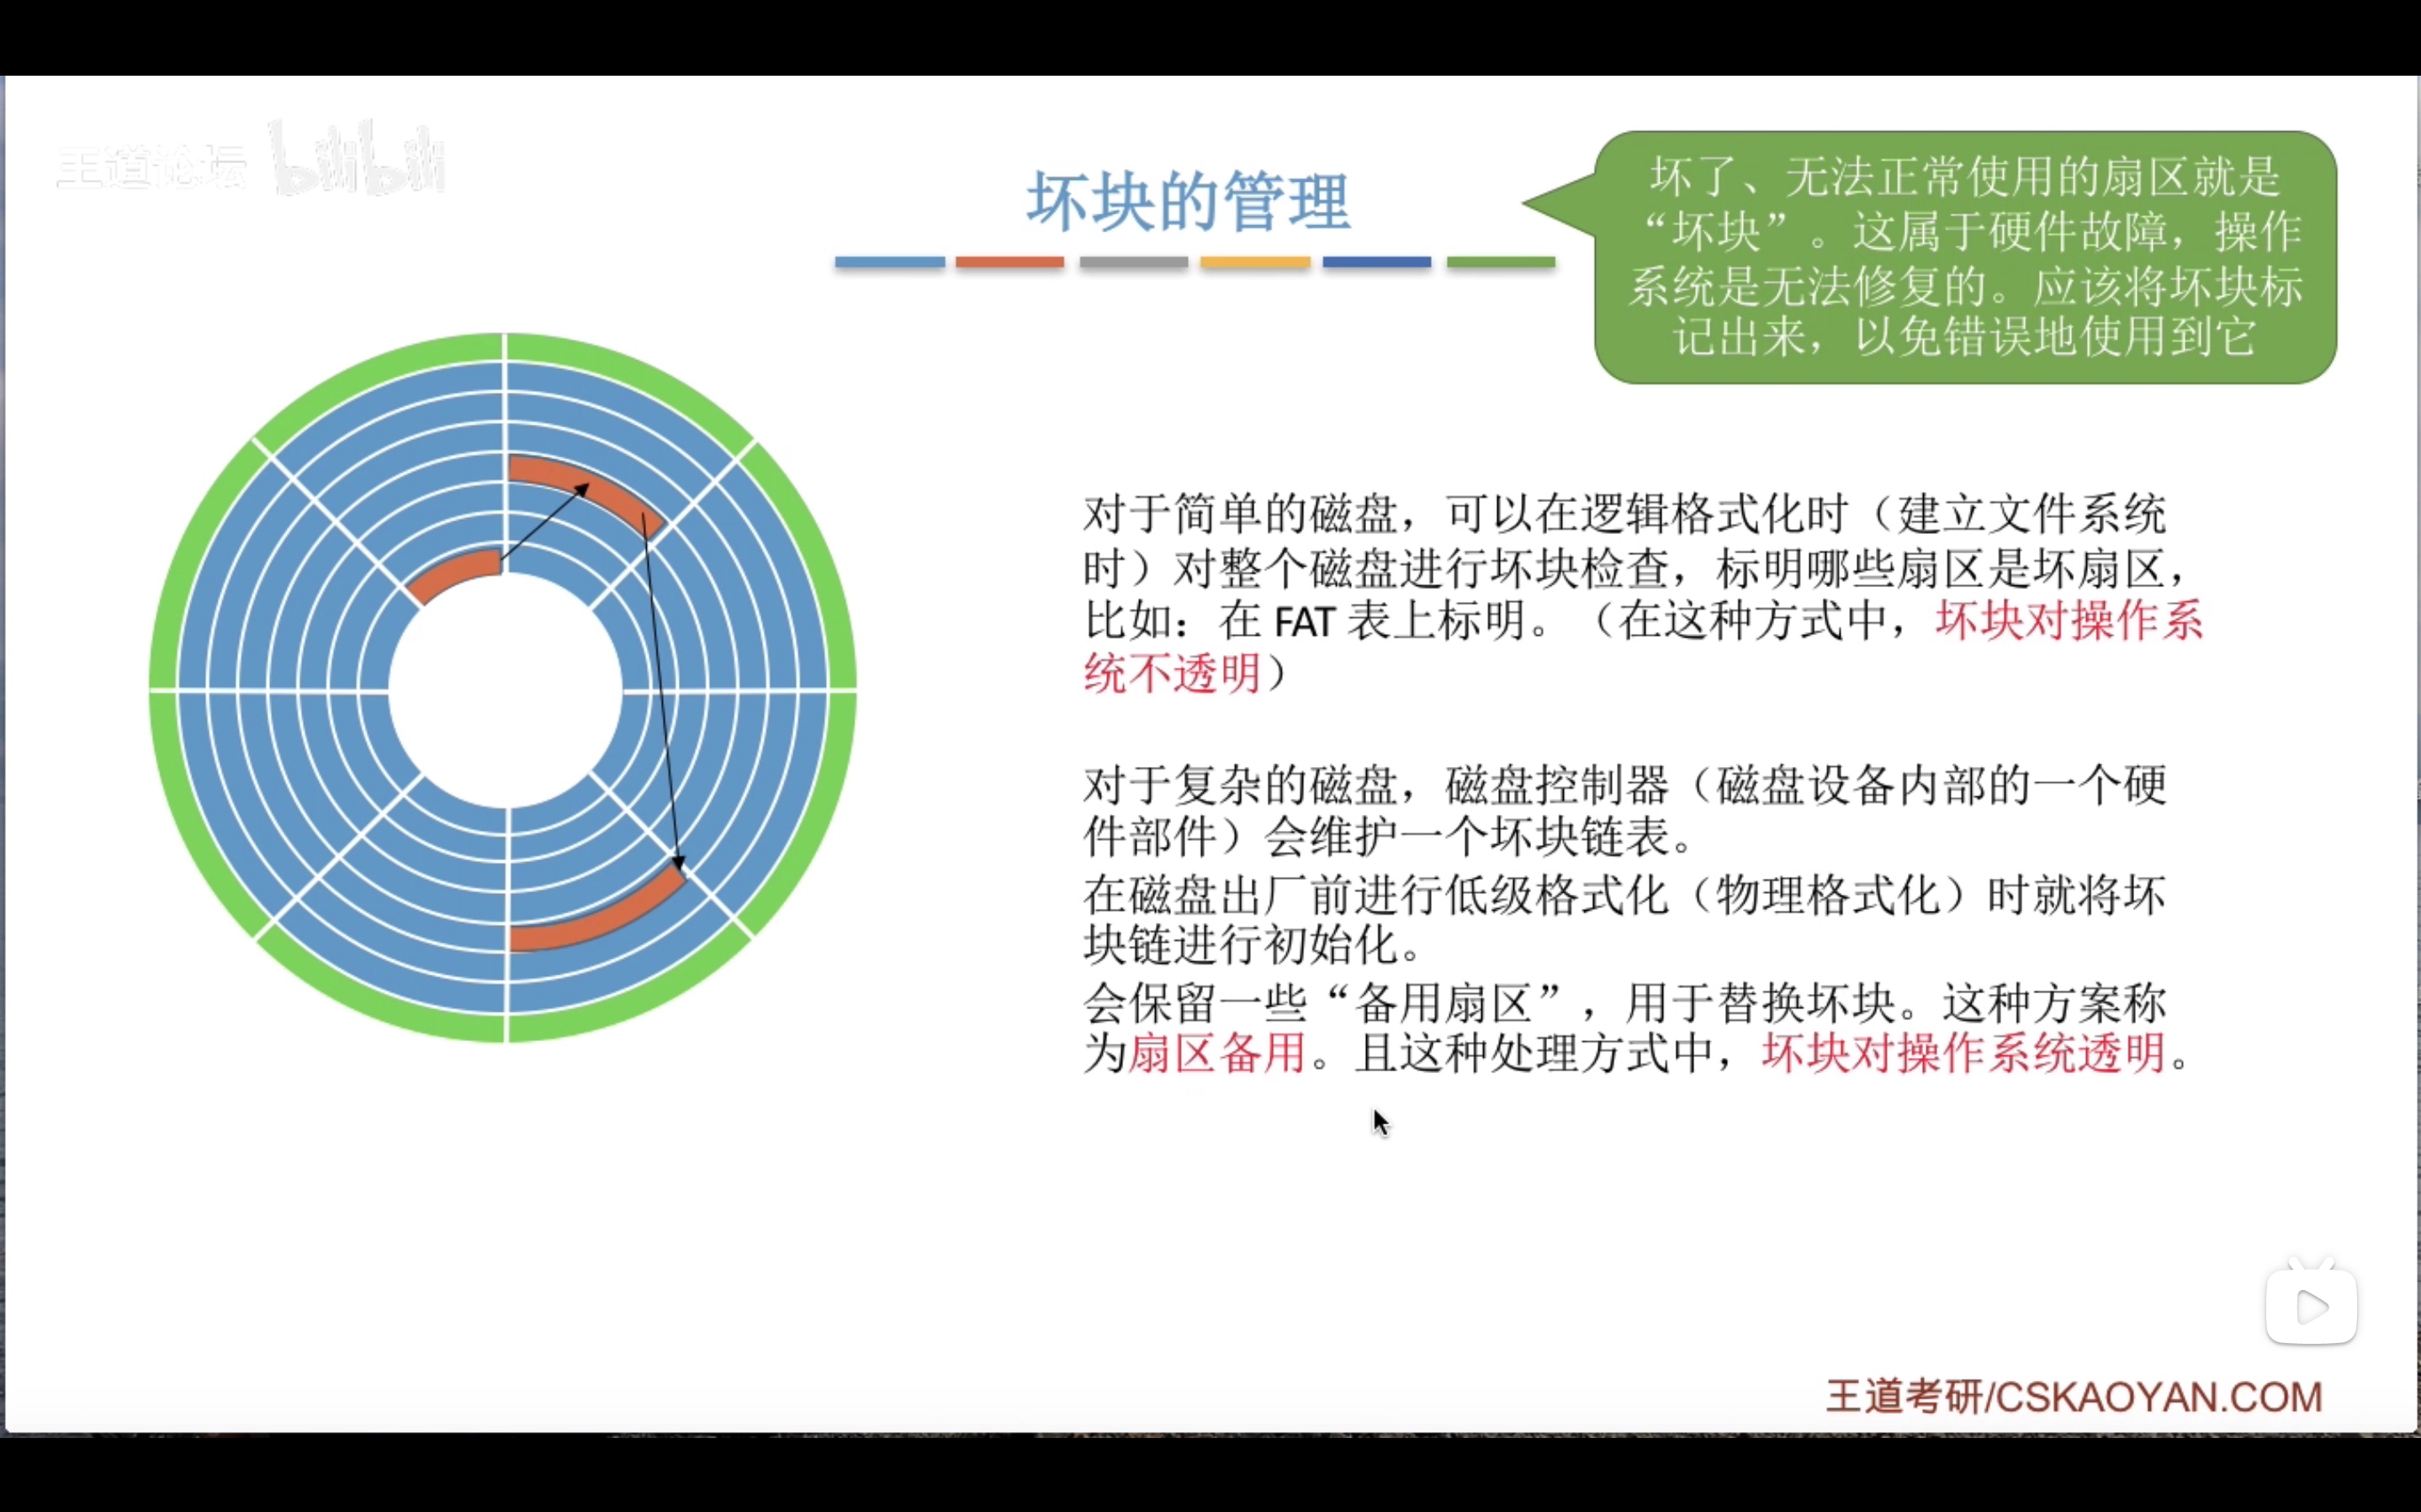 王道论坛 bilibili
坏块的管理
坏了、无法正常使用的扇区就是
“坏块”。这属于硬件故障，操作
系统是无法修复的。应该将坏块标
记出来，以免错误地使用到它
对于简单的磁盘，可以在逻辑格式化时（建立文件系统
时）对整个磁盘进行坏块检查，标明哪些扇区是坏扇区，
比如：在 FAT 表上标明。（在这种方式中，坏块对操作系
统不透明）
对于复杂的磁盘，磁盘控制器（磁盘设备内部的一个硬
件部件）会维护一个坏块链表。
在磁盘出厂前进行低级格式化（物理格式化）时就将坏
块链进行初始化。
会保留一些“备用扇区”，用于替换坏块。这种方案称
为扇区备用。且这种处理方式中，坏块对操作系统透明。
王道考研/CSKAOYAN.COM